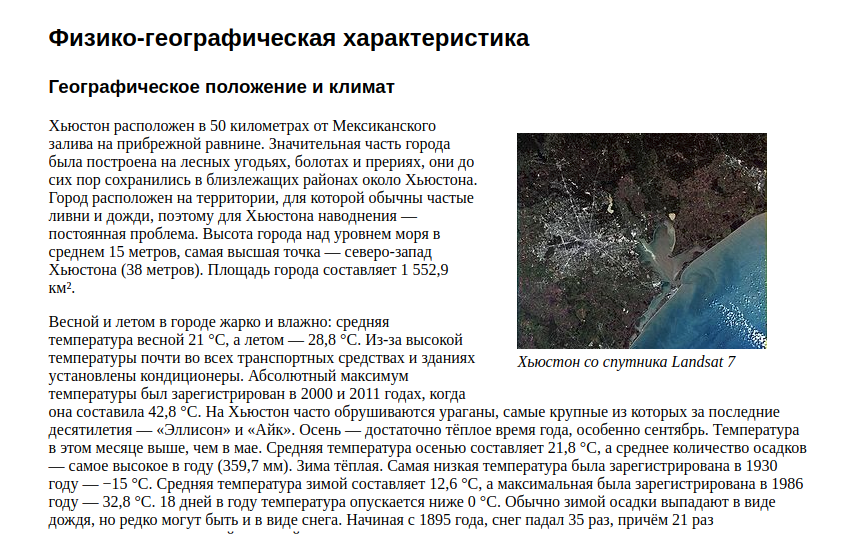 Физико-географическая характеристика
Географическое положение и климат
Хьюстон расположен в 50 километрах от Мексиканского
залива на прибрежной равнине. Значительная часть города
была построена на лесных угодьях, болотах и прериях, они до
сих пор сохранились в близлежащих районах около Хьюстона.
Город расположен на территории, для которой обычны частые
ливни и дожди, поэтому для Хьюстона наводнения —
постоянная проблема. Высота города над уровнем моря в
среднем 15 метров, самая высшая точка — северо-запад
Хьюстона (38 метров). Площадь города составляет 1 552,9
км².
Хьюстон со спутника Landsat 7
Весной и летом в городе жарко и влажно: средняя
температура весной 21 °C, а летом — 28,8 °C. Из-за высокой
температуры почти во всех транспортных средствах и зданиях
установлены кондиционеры. Абсолютный максимум
температуры был зарегистрирован в 2000 и 2011 годах, когда
она составила 42,8 °C. На Хьюстон часто обрушиваются ураганы, самые крупные из которых за последние
десятилетия — «Эллисон» и «Айк». Осень — достаточно тёплое время года, особенно сентябрь. Температура
в этом месяце выше, чем в мае. Средняя температура осенью составляет 21,8 °C, а среднее количество осадков
— самое высокое в году (359,7 мм). Зима тёплая. Самая низкая температура была зарегистрирована в 1930
году — −15 °C. Средняя температура зимой составляет 12,6 °C, а максимальная была зарегистрирована в 1986
году — 32,8 °C. 18 дней в году температура опускается ниже 0 °C. Обычно зимой осадки выпадают в виде
дождя, но редко могут быть и в виде снега. Начиная с 1895 года, снег падал 35 раз, причём 21 раз